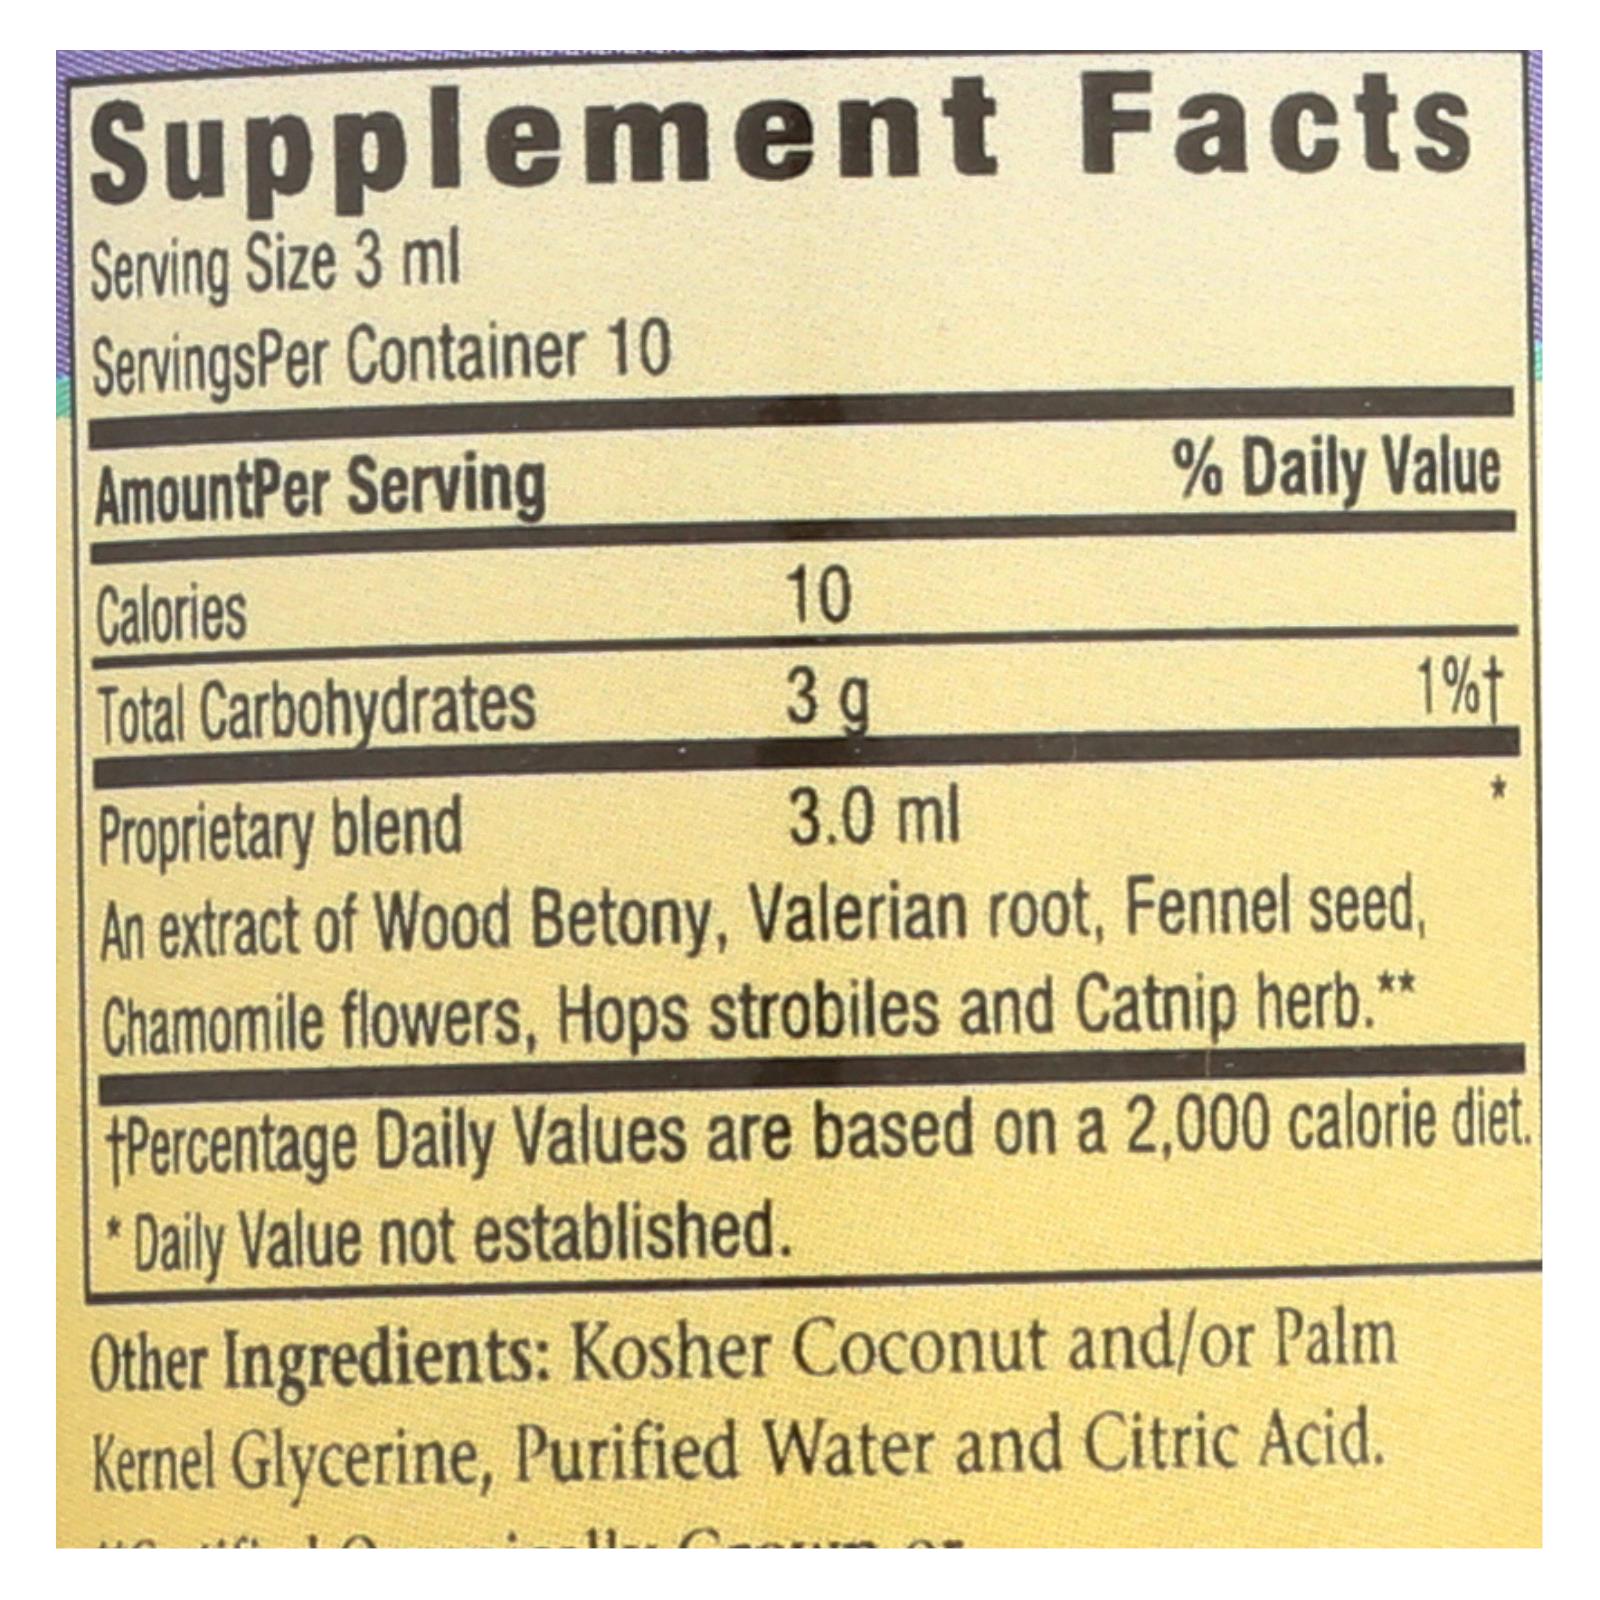 Supplement Facts
Serving Size 3 ml
ServingsPer Container 10
AmountPer Serving % Daily Value
Calories 10
Total Carbohydrates 3 g 1%†
Proprietary blend 3.0 ml *
An extract of Wood Betony, Valerian root, Fennel seed,
Chamomile flowers, Hops strobiles and Catnip herb.**
†Percentage Daily Values are based on a 2,000 calorie diet.
* Daily Value not established.
Other Ingredients: Kosher Coconut and/or Palm
Kernel Glycerine, Purified Water and Citric Acid.